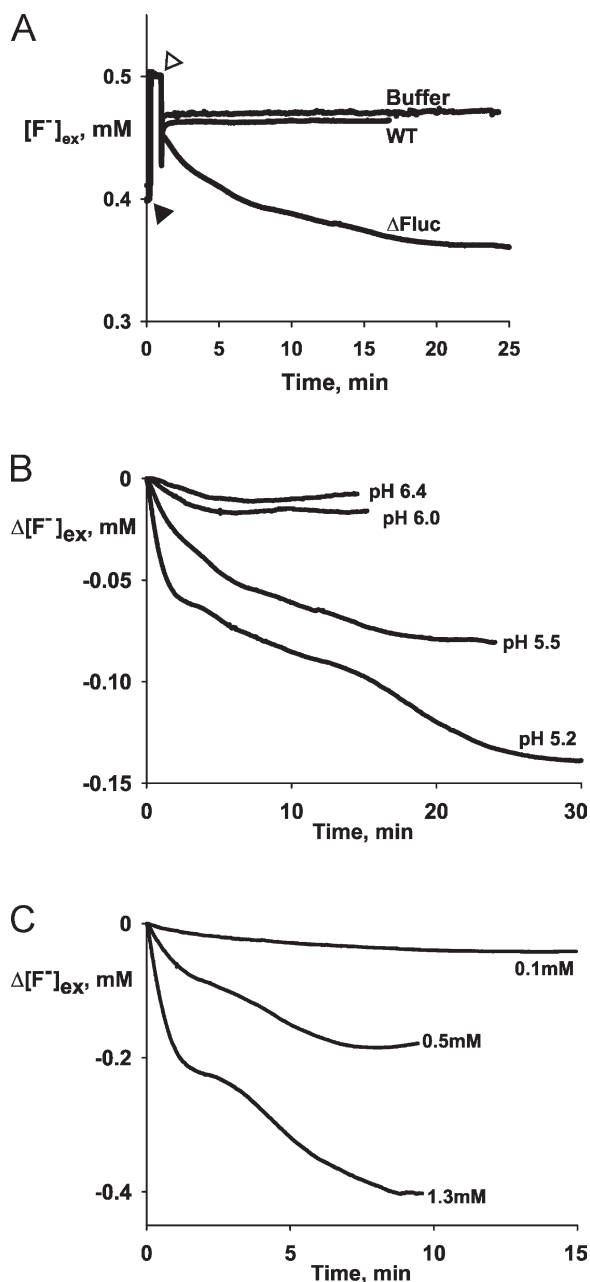 A
0.5
Buffer
[F⁻]ex, mM
WT
0.4
ΔFluc
0.3
0 5 10 15 20 25
Time, min
B
0
pH 6.4
Δ[F⁻]ex, mM
pH 6.0
-0.05
pH 5.5
-0.10
pH 5.2
-0.15
0 10 20 30
Time, min
C
0
Δ[F⁻]ex, mM
0.1mM
0.5mM
-0.2
-0.4
1.3mM
0 5 10 15
Time, min